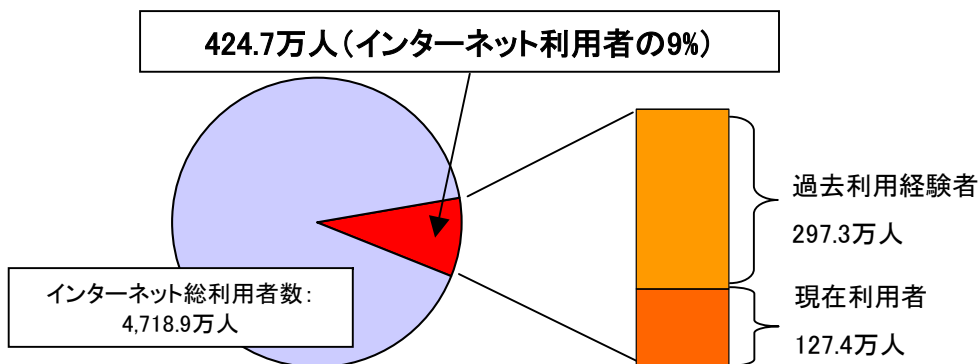 424.7万人（インターネット利用者の9%）
過去利用経験者
297.3万人
インターネット総利用者数：
4,718.9万人
現在利用者
127.4万人